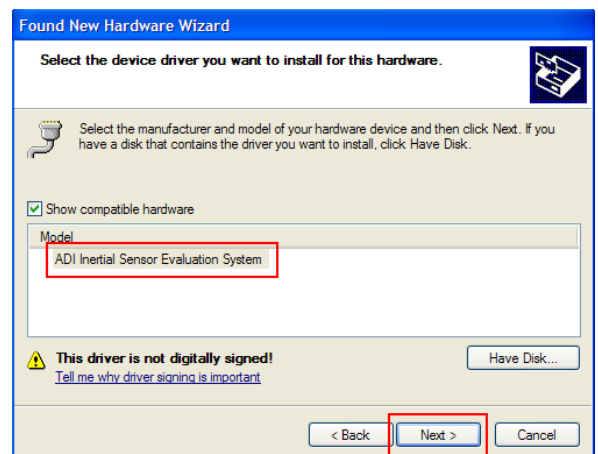 Found New Hardware Wizard
Select the device driver you want to install for this hardware.
Select the manufacturer and model of your hardware device and then click Next. If you
have a disk that contains the driver you want to install, click Have Disk.
Show compatible hardware
Model
ADI Inertial Sensor Evaluation System
This driver is not digitally signed!
Have Disk...
Tell me why driver signing is important
< Back
Next >
Cancel